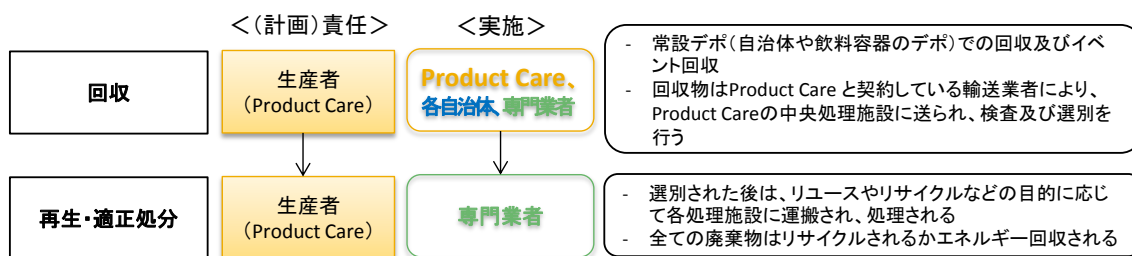 ＜（計画）責任＞
＜実施＞
回収
生産者
（Product Care）
Product Care、
各自治体、専門業者
- 常設デポ（自治体や飲料容器のデポ）での回収及びイベ
ント回収
- 回収物はProduct Care と契約している輸送業者により、
Product Careの中央処理施設に送られ、検査及び選別を
行う
再生・適正処分
生産者
（Product Care）
専門業者
- 選別された後は、リユースやリサイクルなどの目的に応じ
て各処理施設に運搬され、処理される
- 全ての廃棄物はリサイクルされるかエネルギー回収される